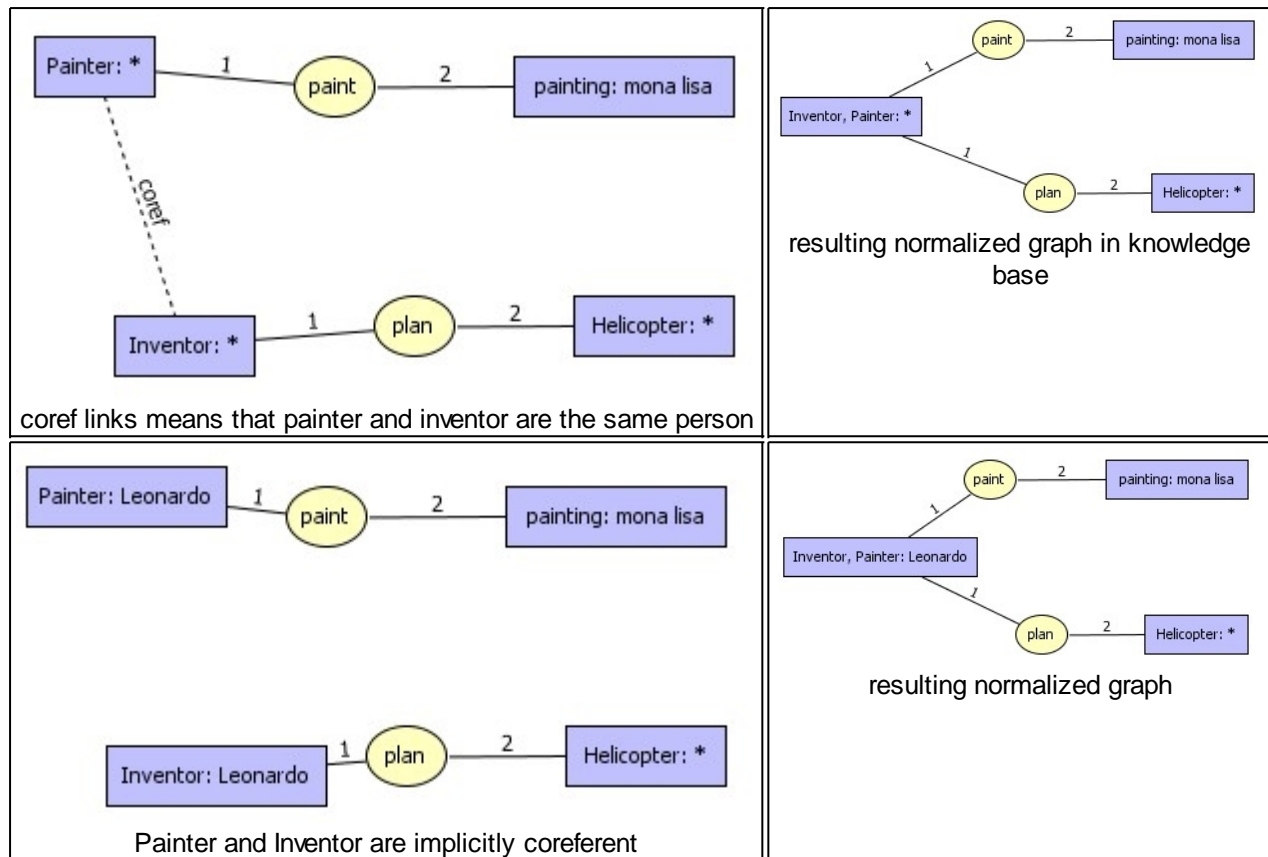 Painter: *
1
paint
2
painting: mona lisa
coref
Inventor: *
1
plan
2
Helicopter: *
coref links means that painter and inventor are the same person
paint
2
painting: mona lisa
1
Inventor, Painter: *
1
plan
2
Helicopter: *
resulting normalized graph in knowledge
base
Painter: Leonardo
1
paint
2
painting: mona lisa
Inventor: Leonardo
1
plan
2
Helicopter: *
Painter and Inventor are implicitly coreferent
paint
2
painting: mona lisa
1
Inventor, Painter: Leonardo
1
plan
2
Helicopter: *
resulting normalized graph